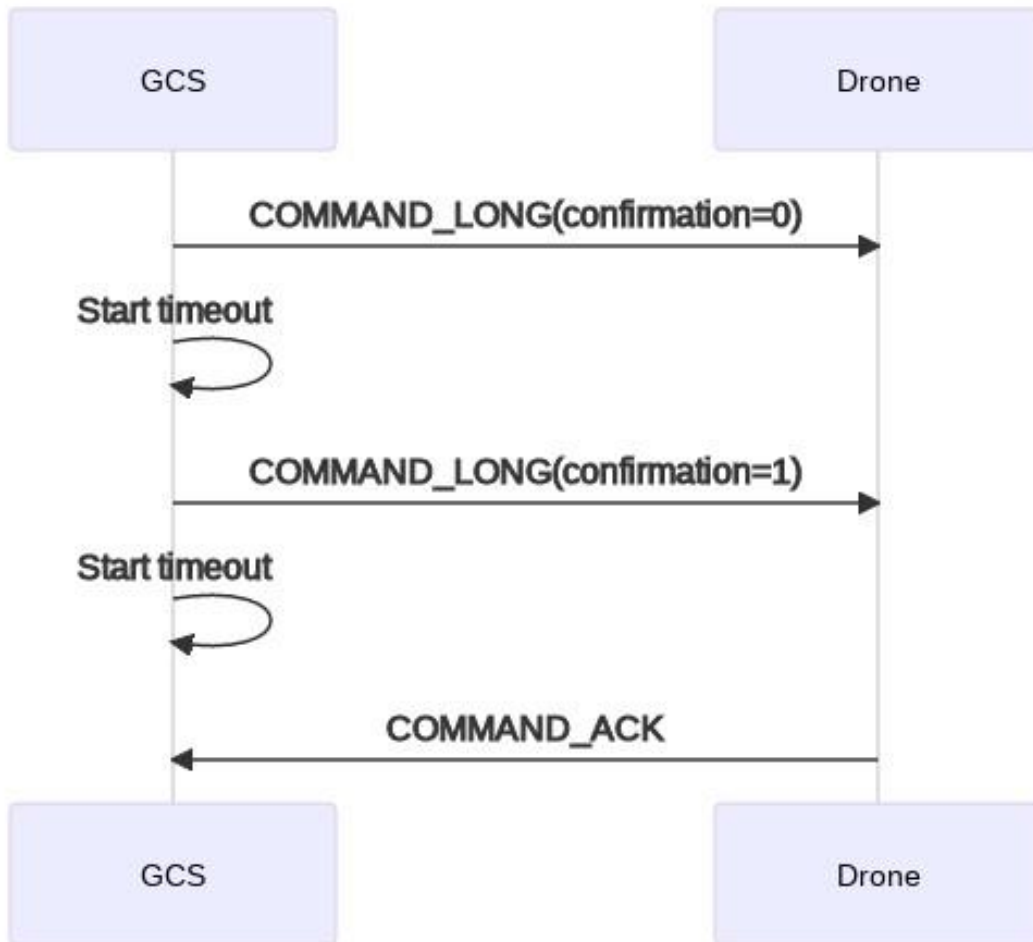 GCS
Drone
COMMAND_LONG(confirmation=0)
Start timeout
COMMAND_LONG(confirmation=1)
Start timeout
COMMAND_ACK
GCS
Drone